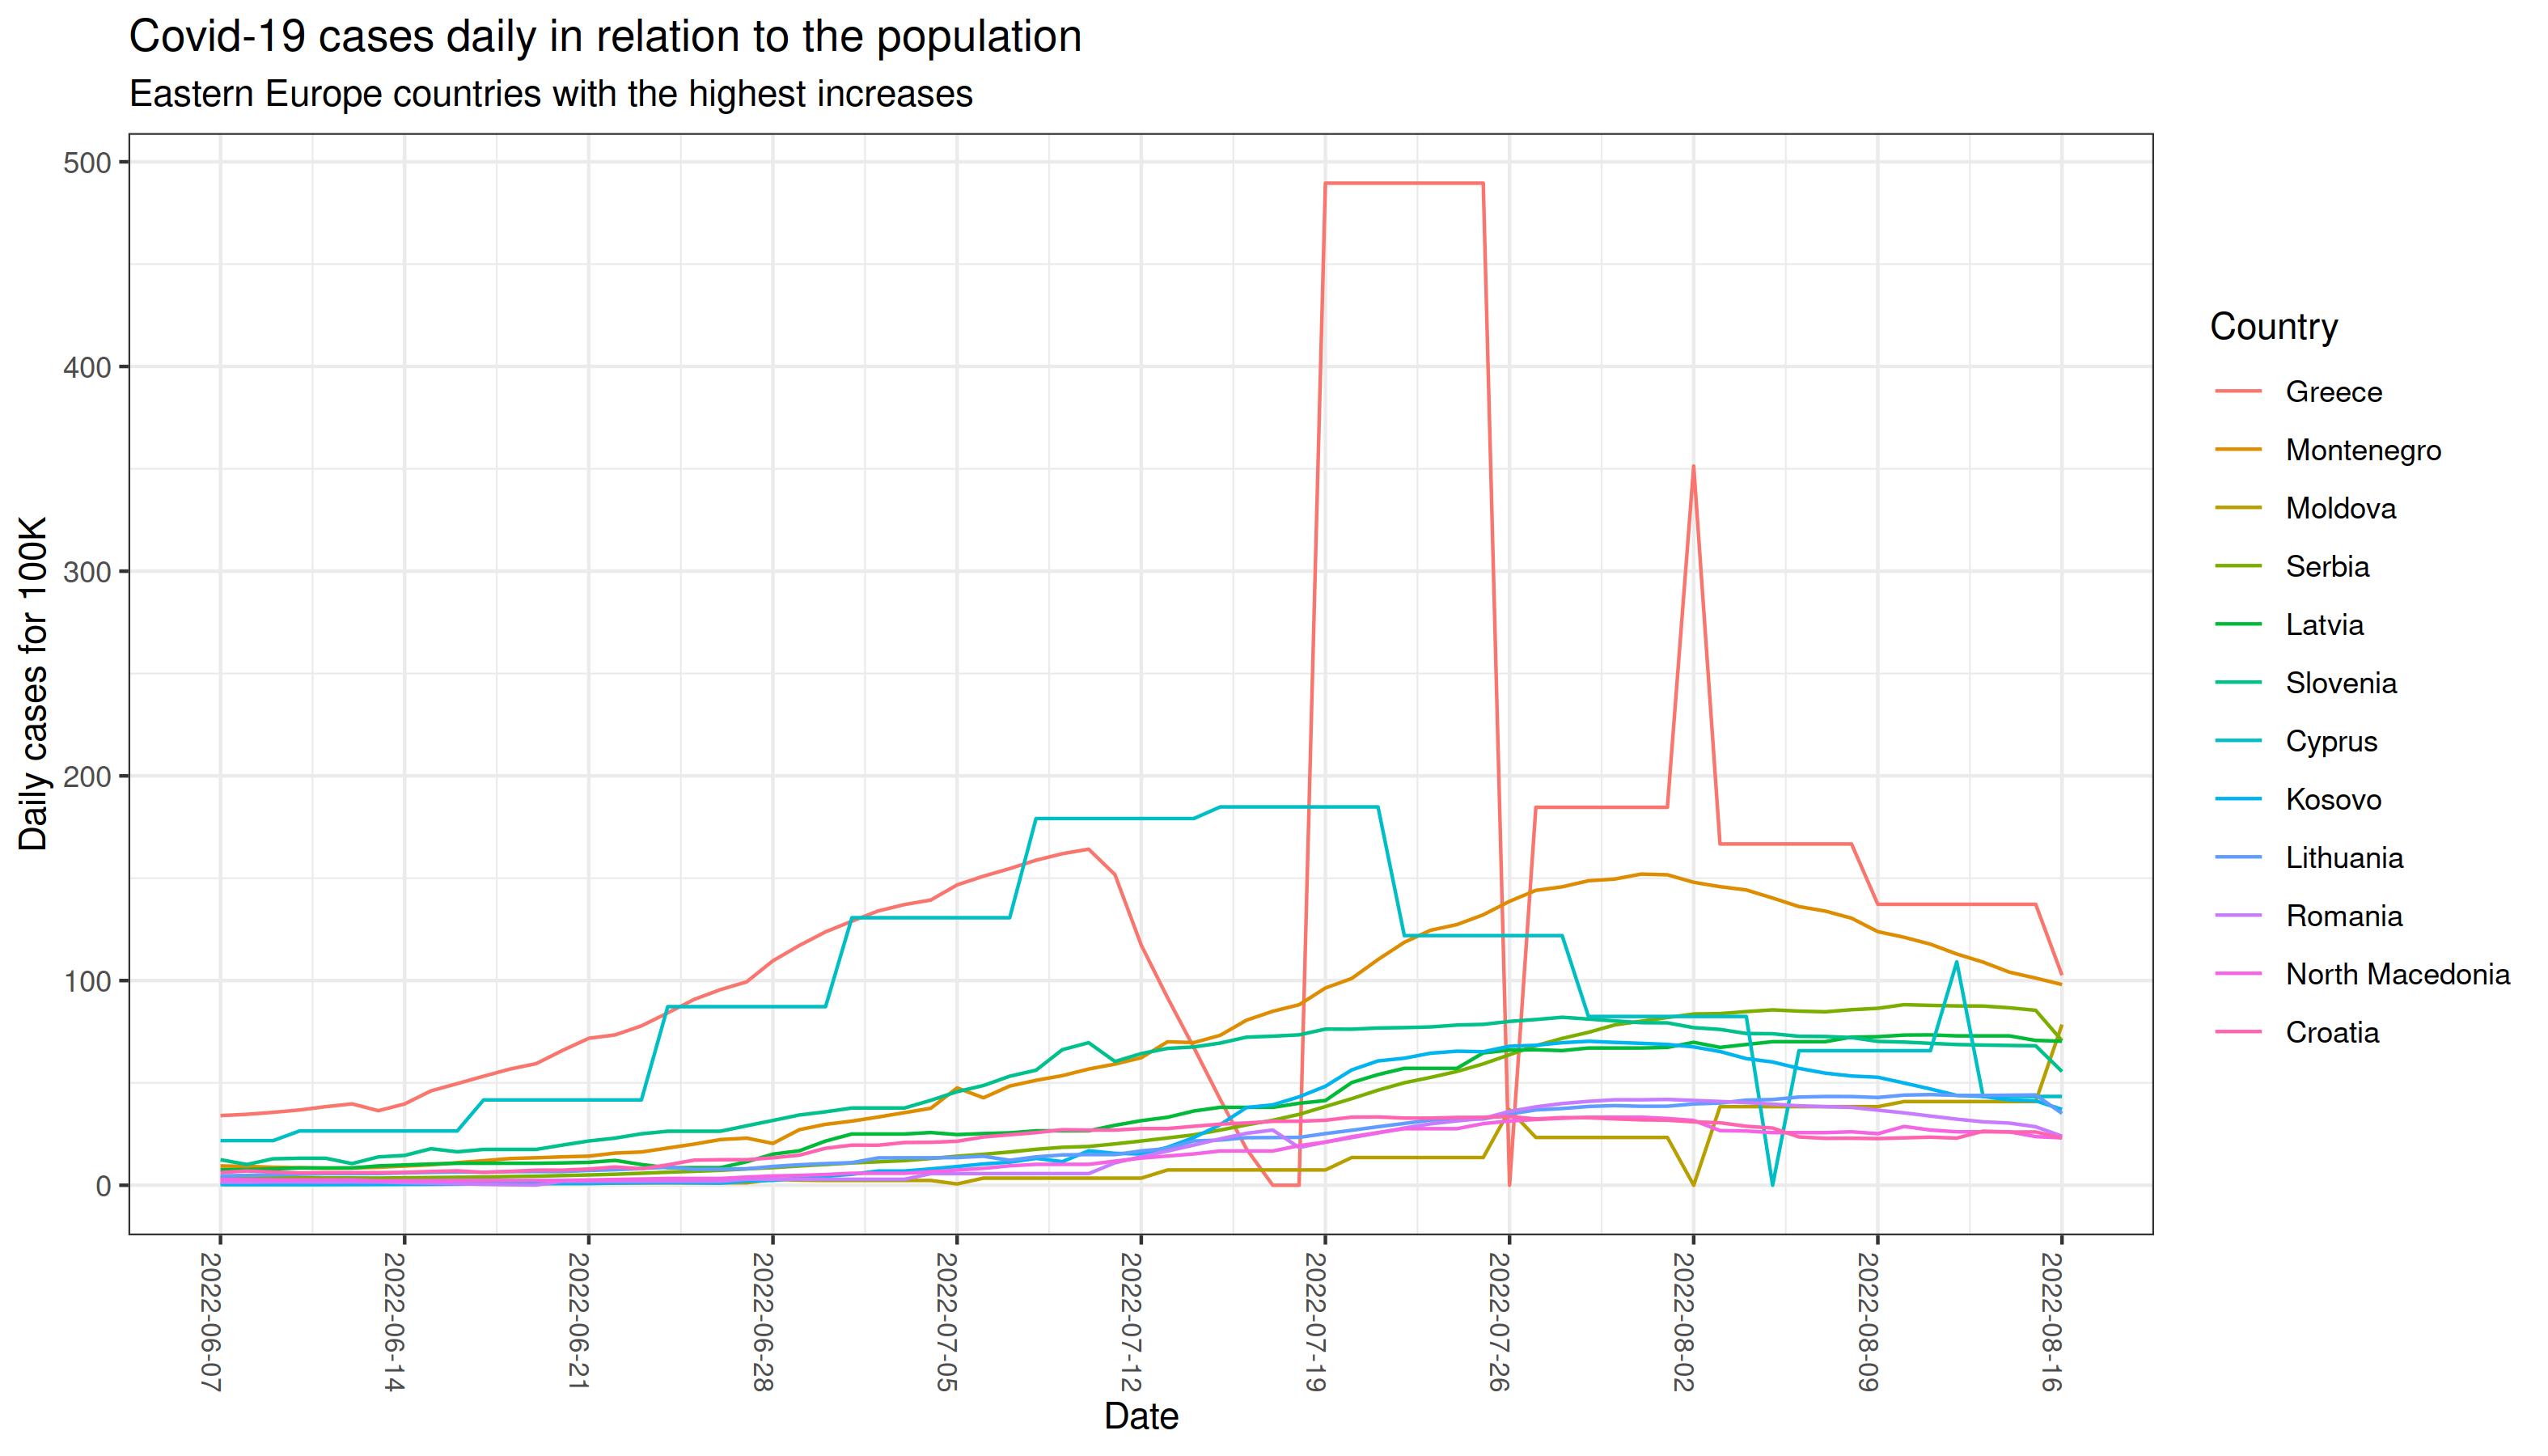 Covid-19 cases daily in relation to the population
Eastern Europe countries with the highest increases
Daily cases for 100K
500
400
300
200
100
0
2022-06-07
2022-06-14
2022-06-21
2022-06-28
2022-07-05
2022-07-12
2022-07-19
2022-07-26
2022-08-02
2022-08-09
2022-08-16
Date
Country
Greece
Montenegro
Moldova
Serbia
Latvia
Slovenia
Cyprus
Kosovo
Lithuania
Romania
North Macedonia
Croatia